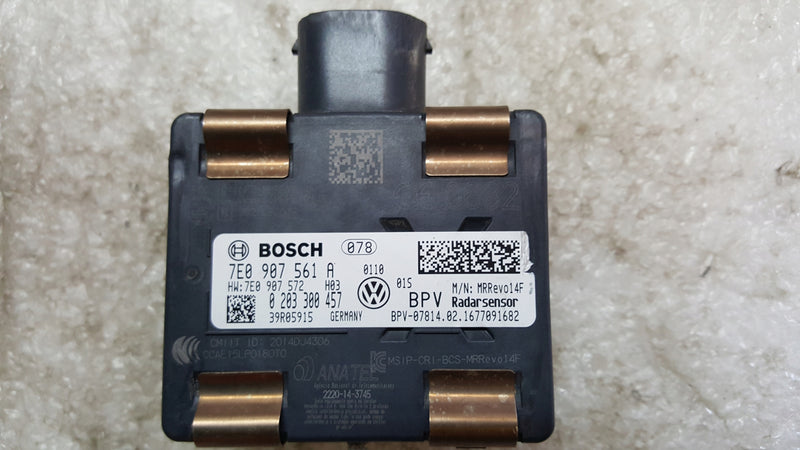 BOSCH 078
7E0 907 561 A 0110
HW:7E0 907 572 H03 01S M/N: MRRevo14F
0 203 300 457 BPV Radarsensor
39R05915 GERMANY BPV-07814.02.1677091682
CMIIT ID: 2014DJ4306
CCAE15LP0180T0
ANATEL MSIP-CRI-BCS-MRRevo14F
2220-14-3745